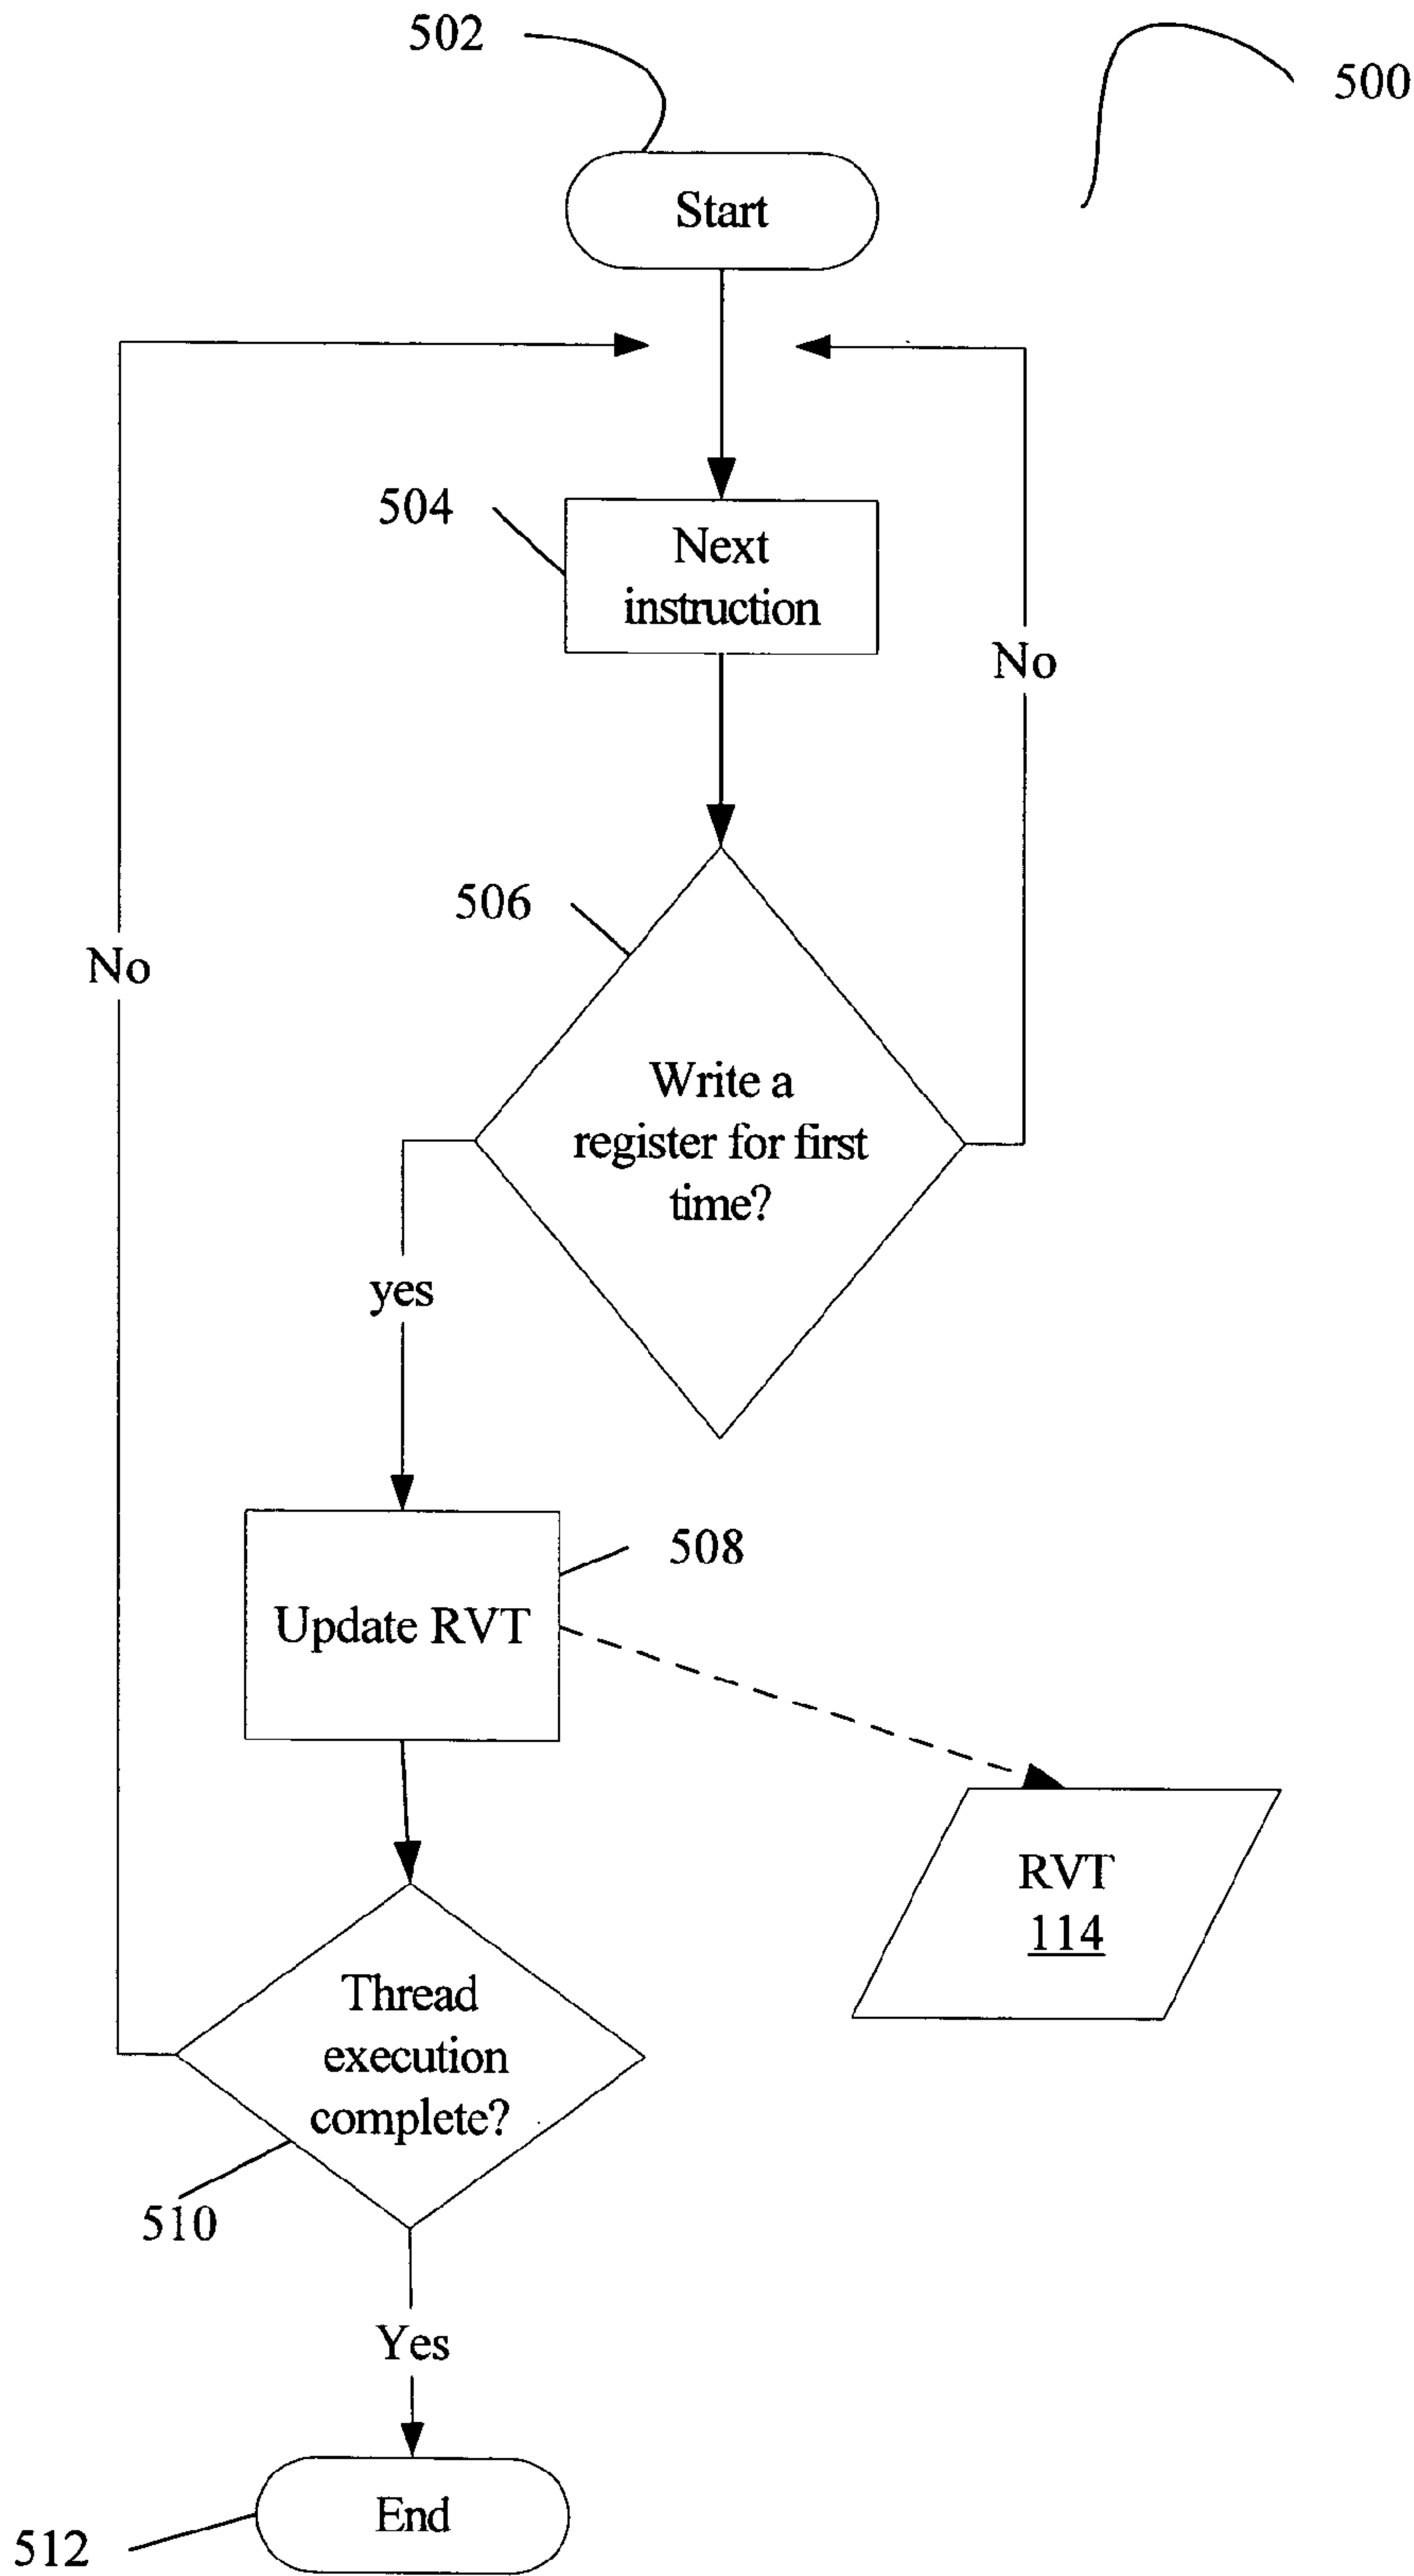 502
500
Start
504
Next
instruction
No
506
No
Write a
register for first
time?
yes
508
Update RVT
RVT
114
Thread
execution
complete?
510
Yes
End
512